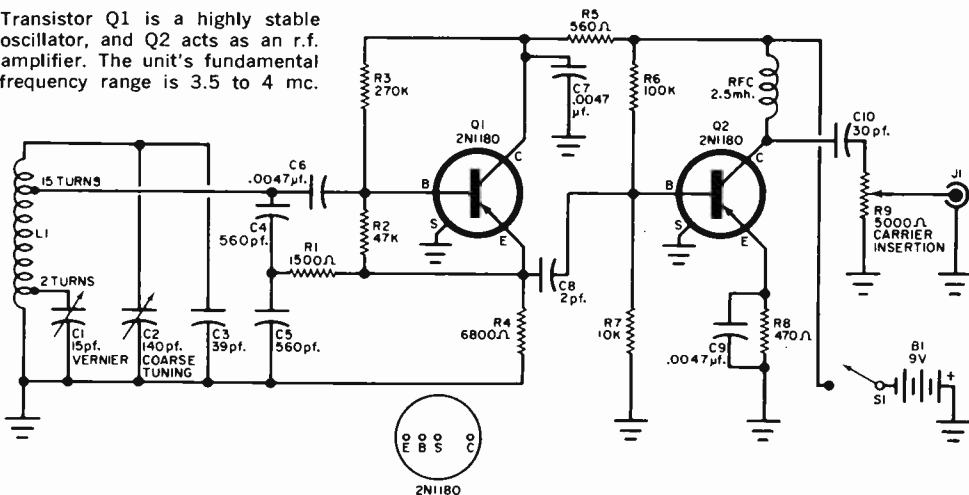 Transistor Q1 is a highly stable
oscillator, and Q2 acts as an r.f.
amplifier. The unit's fundamental
frequency range is 3.5 to 4 mc.
R5
560Ω
R3
270K
C7
.0047
µf.
R6
100K
RFC
2.5mh.
Q1
2N1180
Q2
2N1180
C10
30pf.
C6
.0047µf.
15 TURNS
C4
560pf.
B
C
S
E
R2
47K
B
C
S
E
J1
R9
5000Ω
CARRIER
INSERTION
L1
R1
1500Ω
2 TURNS
C8
2pf.
C1
15pf.
VERNIER
C2
140pf.
COARSE
TUNING
C3
39pf.
C5
560pf.
R4
6800Ω
R7
10K
C9
.0047µf.
R8
470Ω
B1
9V
+
S1
E B S C
2N1180